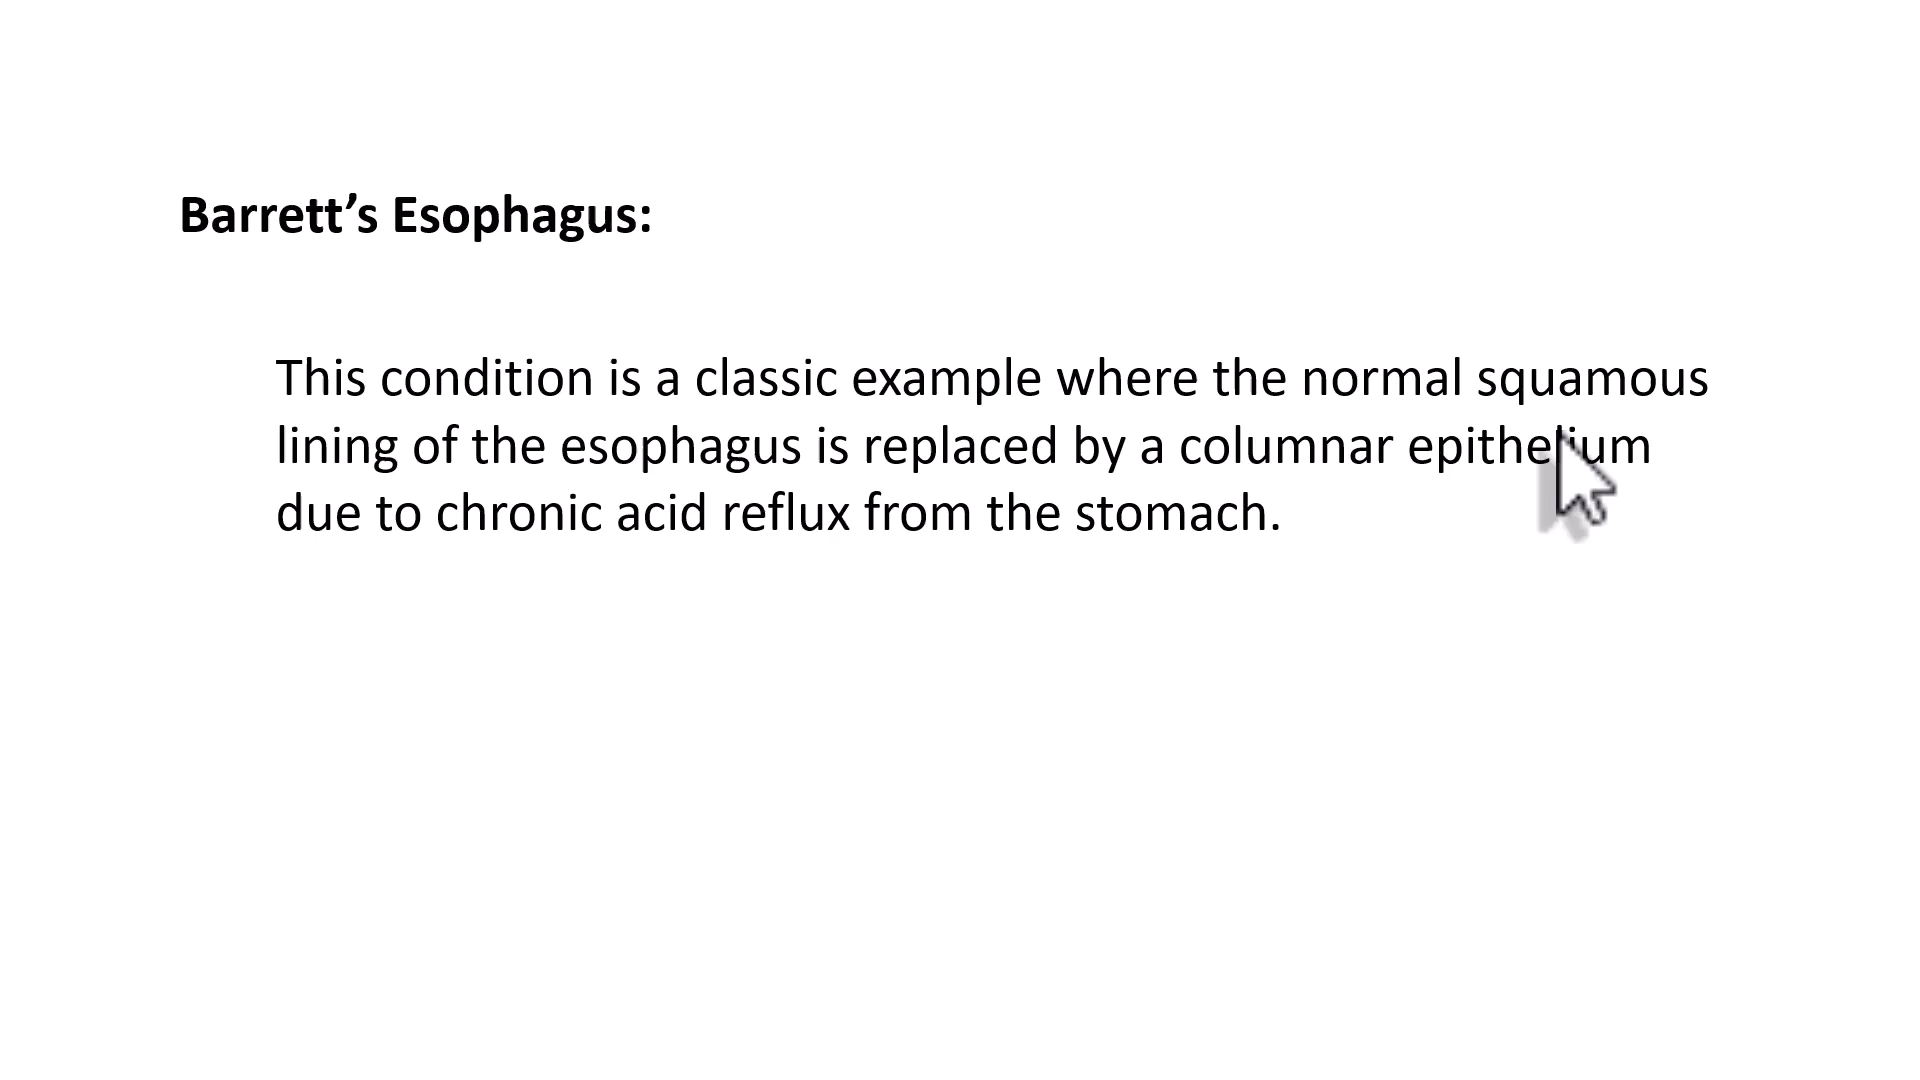 Barrett’s Esophagus:
This condition is a classic example where the normal squamous
lining of the esophagus is replaced by a columnar epithelium
due to chronic acid reflux from the stomach.